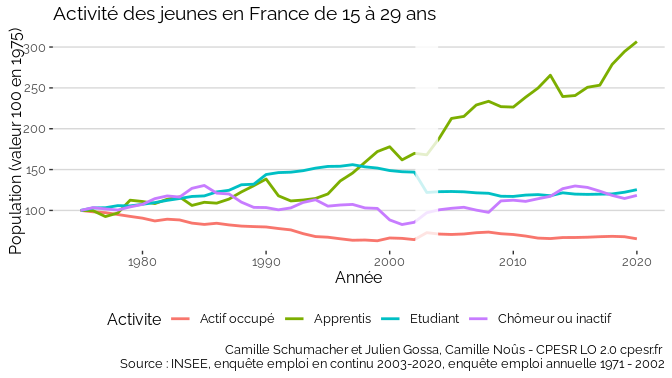 Activité des jeunes en France de 15 à 29 ans
Population (valeur 100 en 1975)
300
250
200
150
100
1980 1990 2000 2010 2020
Année
Activite Actif occupé Apprentis Etudiant Chômeur ou inactif
Camille Schumacher et Julien Gossa, Camille Noûs - CPESR LO 2.0 cpesr.fr
Source : INSEE, enquête emploi en continu 2003-2020, enquête emploi annuelle 1971 - 2002